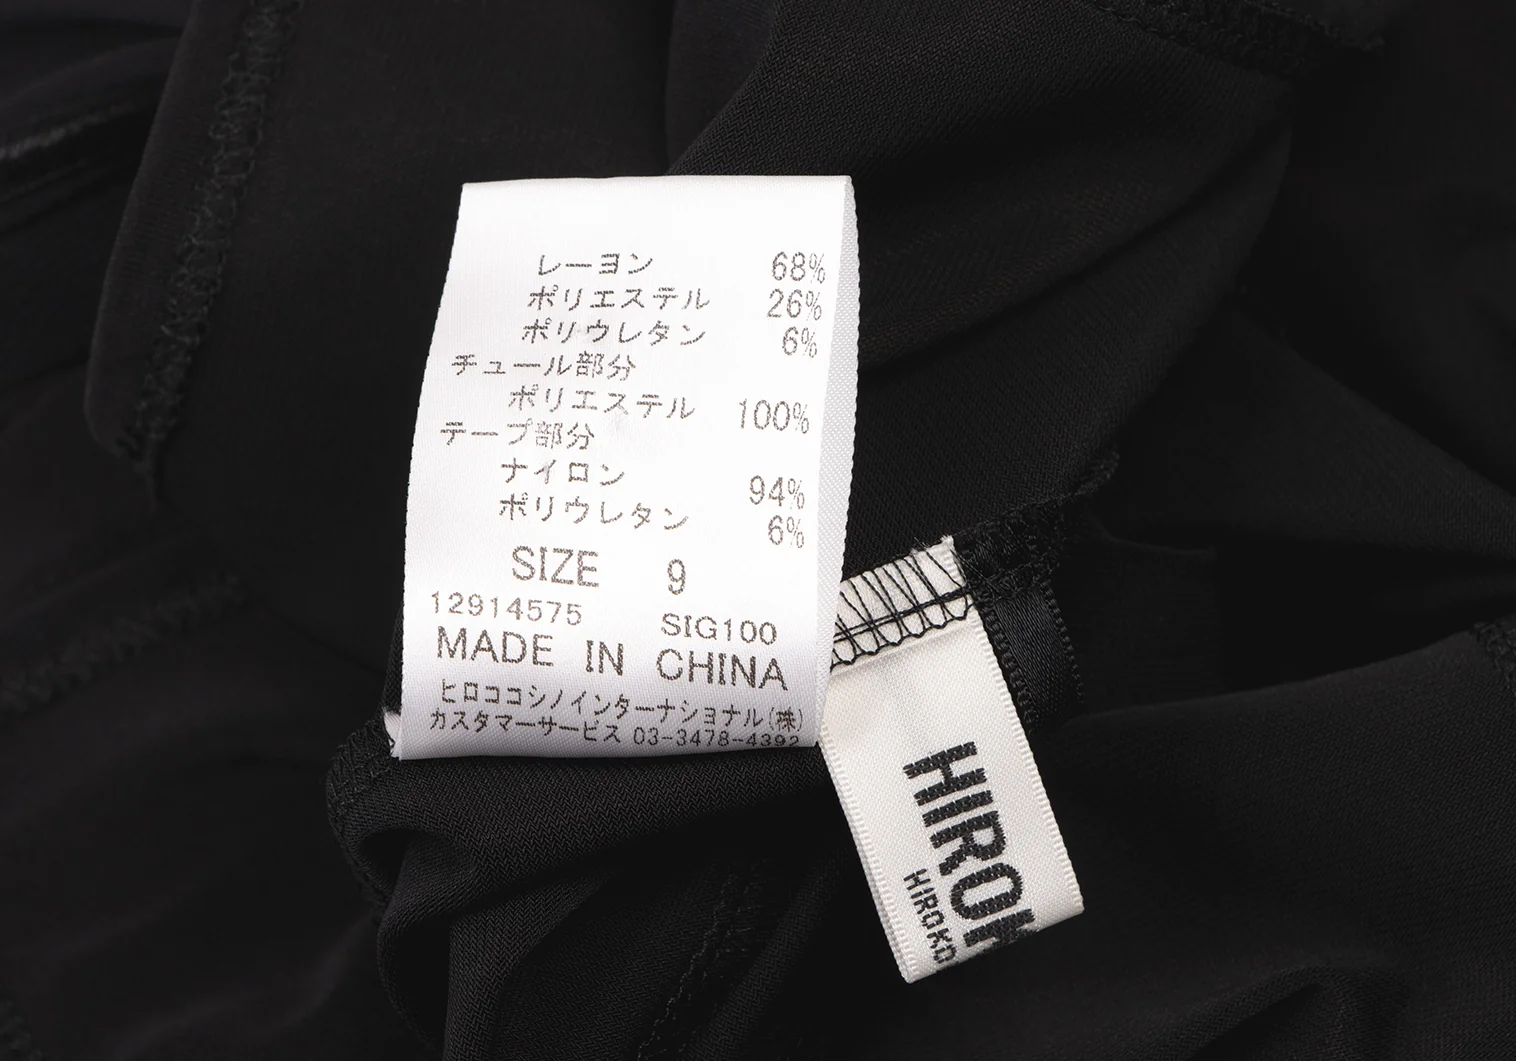 レーヨン 68%
ポリエステル 26%
ポリウレタン 6%
チュール部分
ポリエステル 100%
テープ部分
ナイロン 94%
ポリウレタン 6%
SIZE 9
12914575 SIG100
MADE IN CHINA
ヒロココシノインターナショナル(株)
カスタマーサービス 03-3478-4392
HIROK
HIROKO